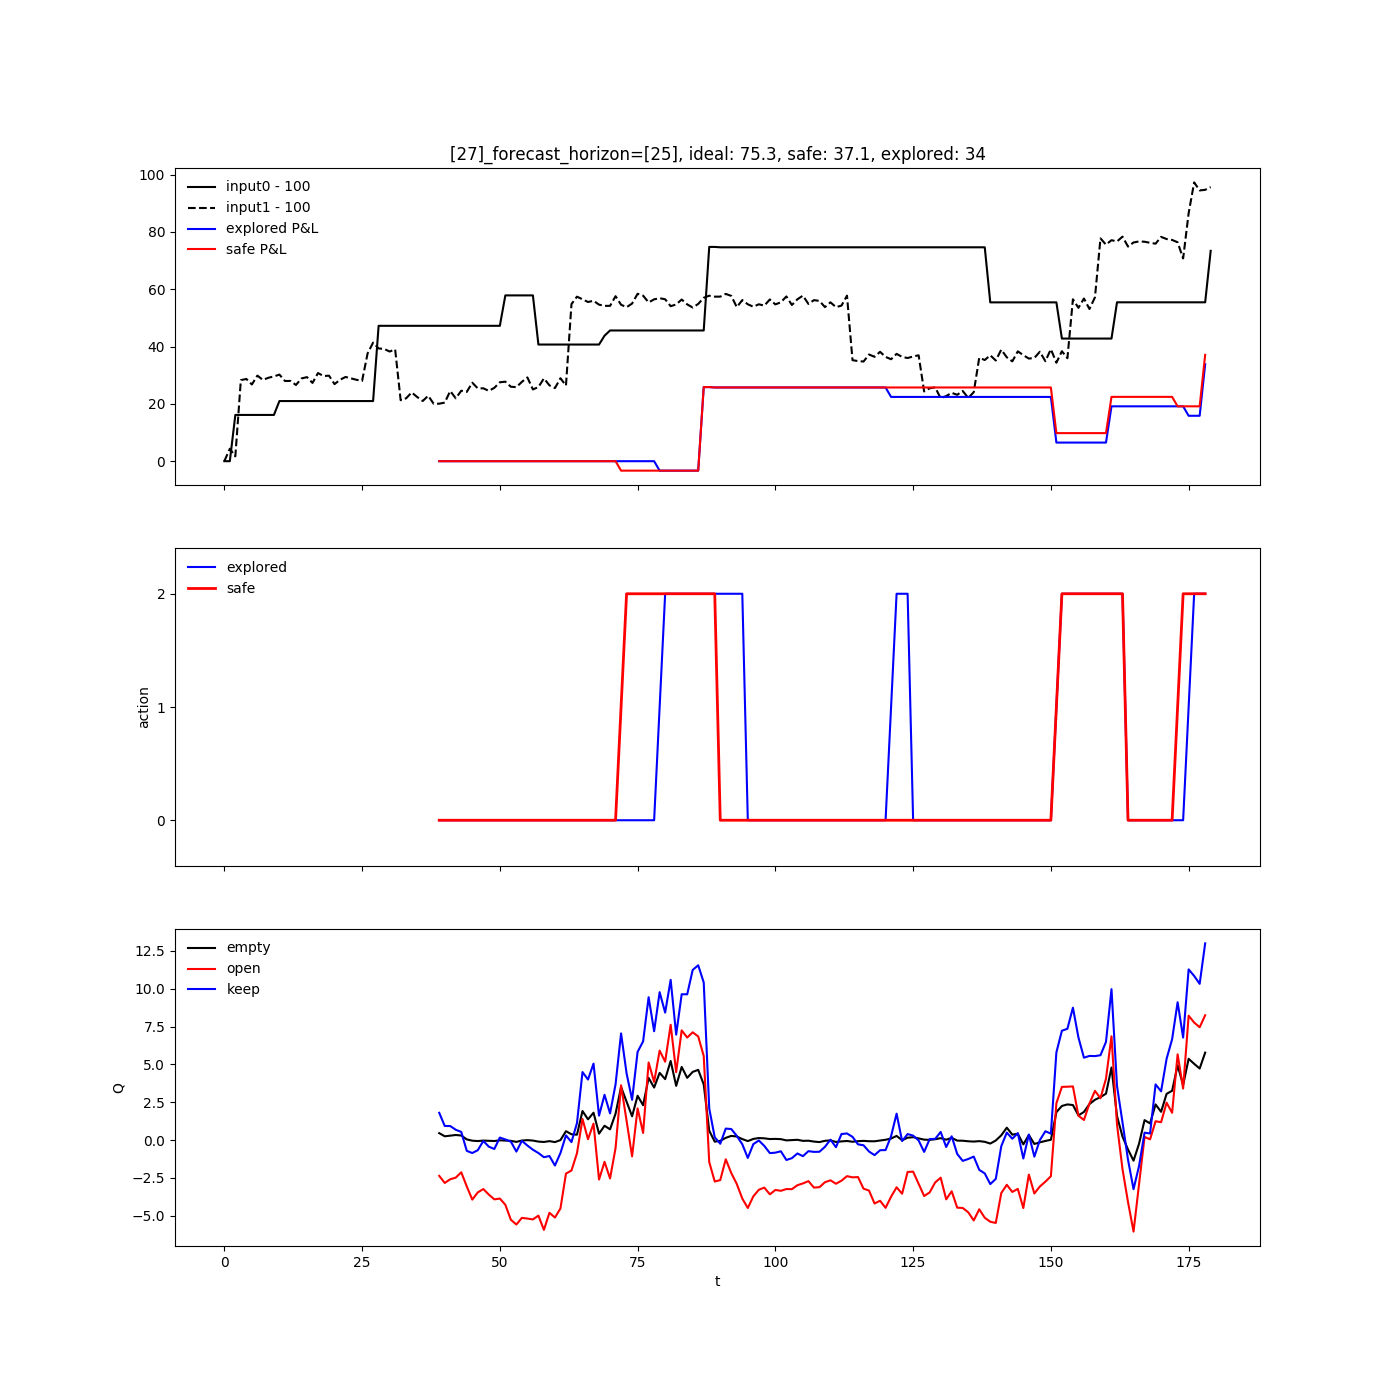 [27]_forecast_horizon=[25], ideal: 75.3, safe: 37.1, explored: 34
100
80
60
40
20
0
input0 - 100
input1 - 100
explored P&L
safe P&L
action
2
1
0
explored
safe
Q
12.5
10.0
7.5
5.0
2.5
0.0
−2.5
−5.0
empty
open
keep
0 25 50 75 100 125 150 175
t